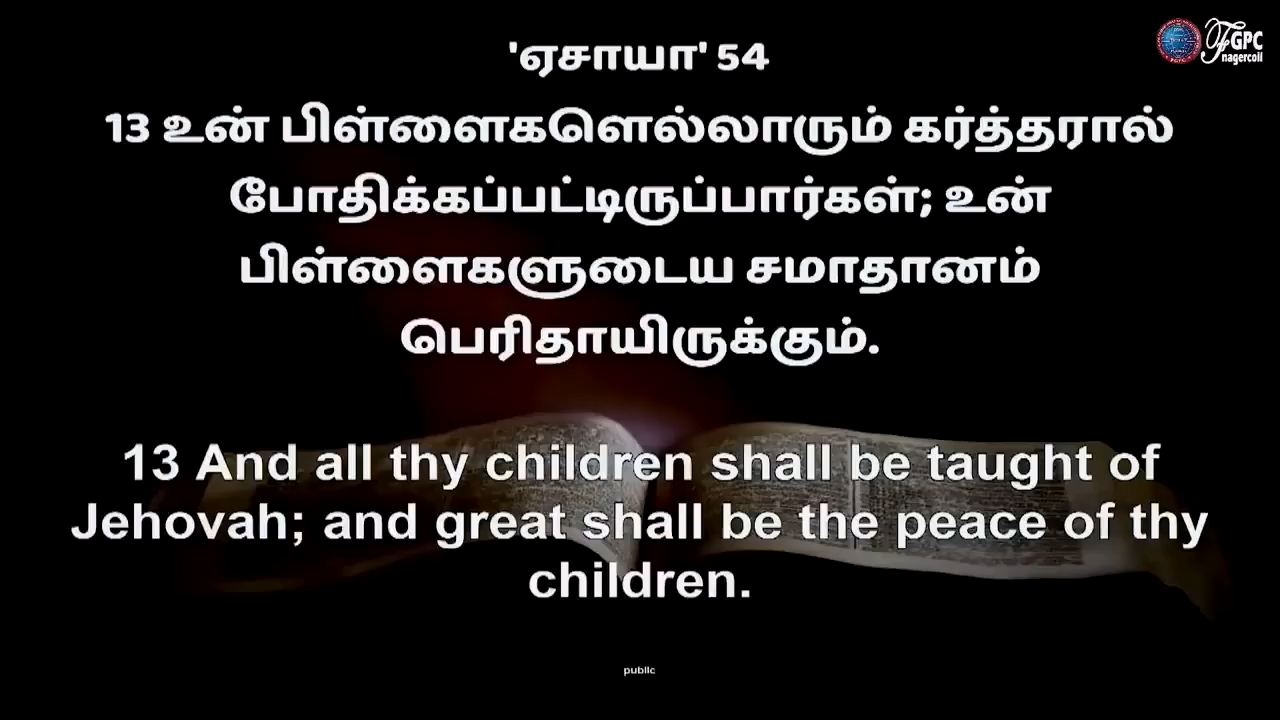 'ஏசாயா' 54
13 உன் பிள்ளைகளெல்லாரும் கர்த்தரால்
போதிக்கப்பட்டிருப்பார்கள்; உன்
பிள்ளைகளுடைய சமாதானம்
பெரிதாயிருக்கும்.
13 And all thy children shall be taught of
Jehovah; and great shall be the peace of thy
children.
public
FGPC
nagercoil